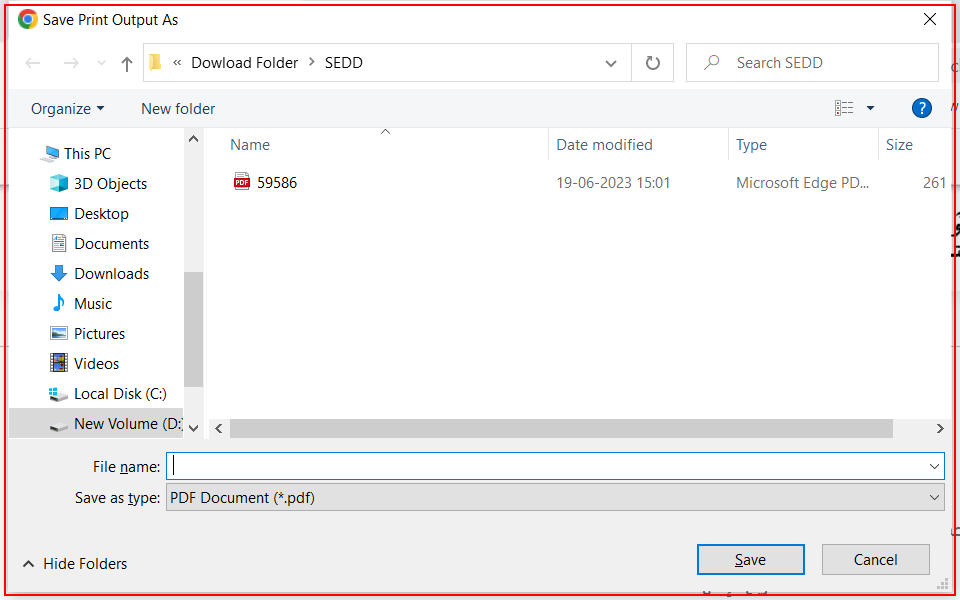 Save Print Output As
« Dowload Folder > SEDD
Search SEDD
Organize
New folder
?
This PC
3D Objects
Desktop
Documents
Downloads
Music
Pictures
Videos
Local Disk (C:)
New Volume (D:)
Name
Date modified
Type
Size
PDF
59586
19-06-2023 15:01
Microsoft Edge PD...
261
File name:
Save as type:
PDF Document (*.pdf)
Hide Folders
Save
Cancel